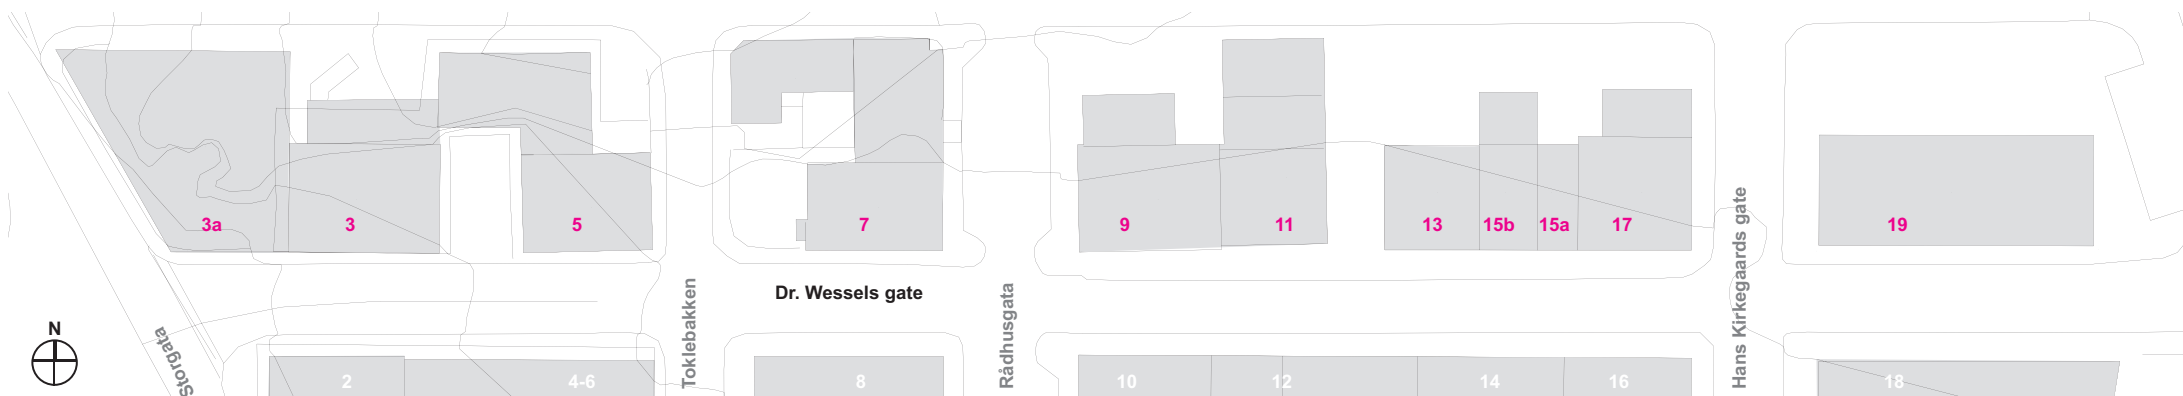 3a
3
5
7
9
11
13
15b
15a
17
19
Hans Kirkegaards gate
Dr. Wessels gate
Toklebakken
Rådhusgata
N
Storgata
2
4-6
8
10
12
14
16
18